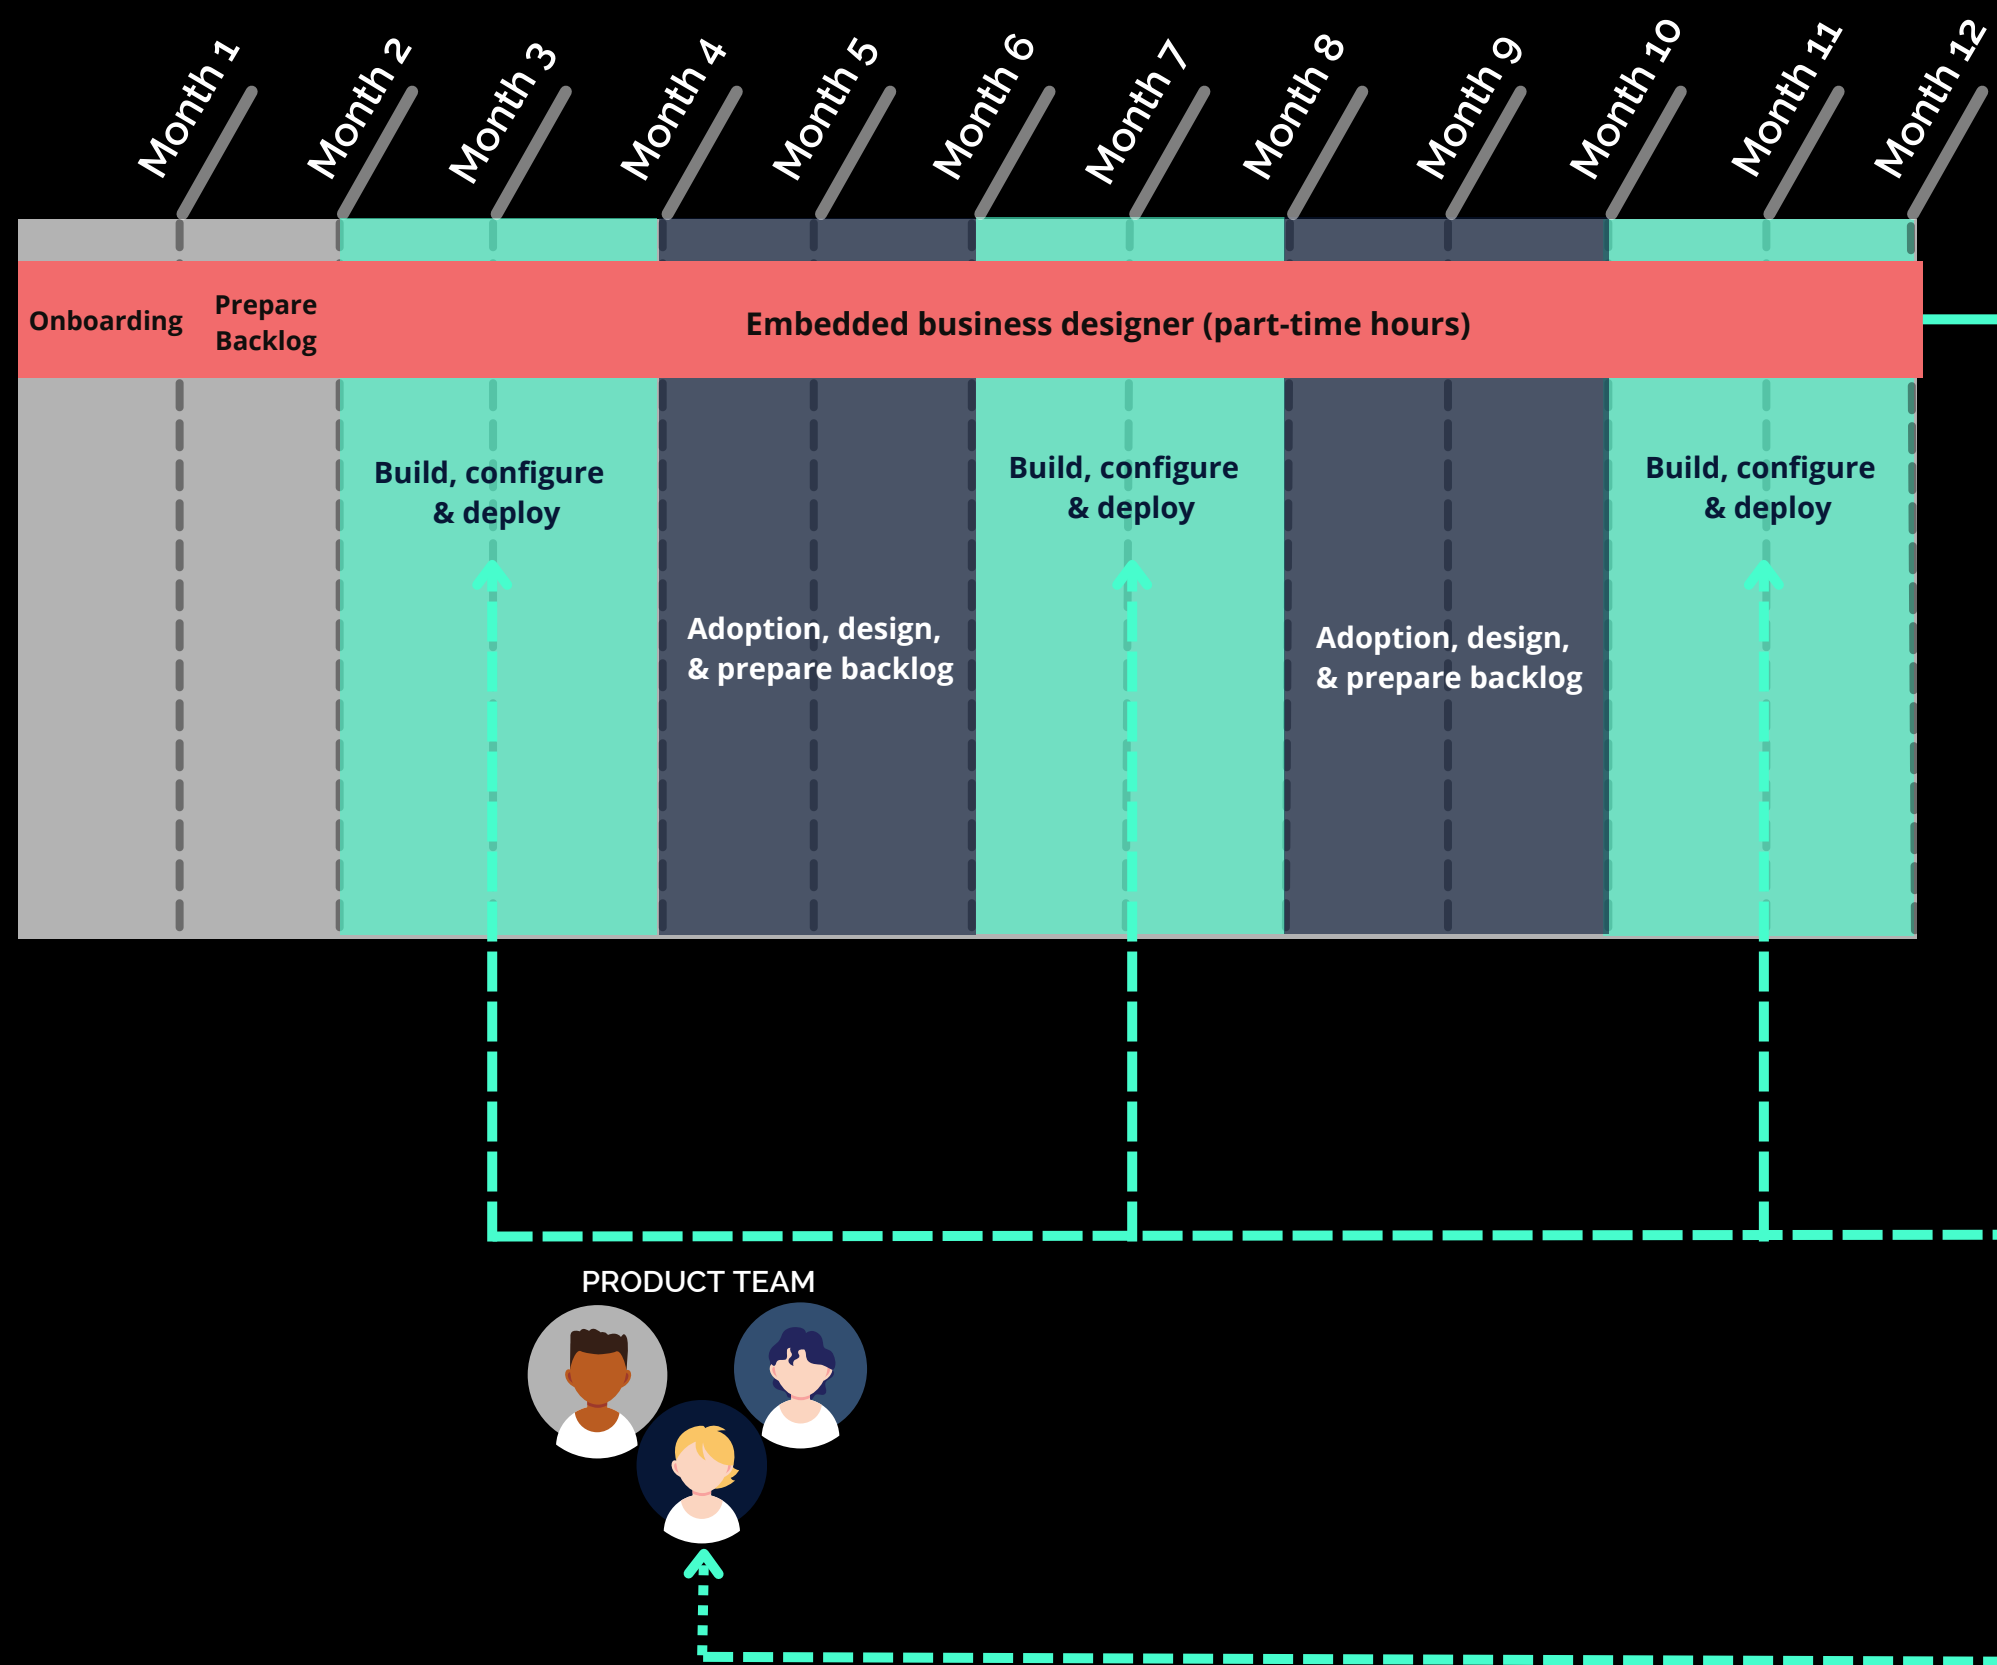 Month 1
Month 2
Month 3
Month 4
Month 5
Month 6
Month 7
Month 8
Month 9
Month 10
Month 11
Month 12
Onboarding
Prepare
Backlog
Embedded business designer (part-time hours)
Build, configure
& deploy
Adoption, design,
& prepare backlog
Build, configure
& deploy
Adoption, design,
& prepare backlog
Build, configure
& deploy
PRODUCT TEAM